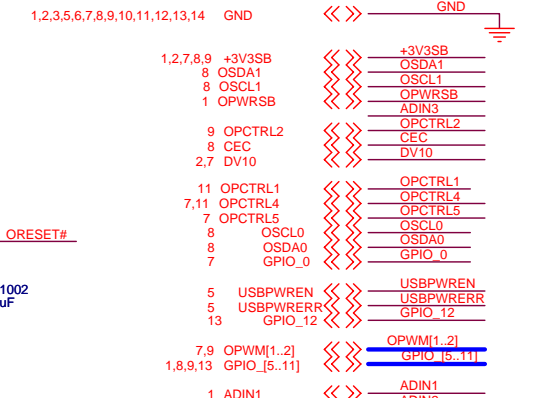 1,2,3,5,6,7,8,9,10,11,12,13,14 GND GND
1,2,7,8,9 +3V3SB +3V3SB
8 OSDA1 OSDA1
8 OSCL1 OSCL1
1 OPWRSB OPWRSB
ADIN3
9 OPCTRL2 OPCTRL2
8 CEC CEC
2,7 DV10 DV10
11 OPCTRL1 OPCTRL1
7,11 OPCTRL4 OPCTRL4
7 OPCTRL5 OPCTRL5
8 OSCL0 OSCL0
ORESET#
8 OSDA0 OSDA0
7 GPIO_0 GPIO_0
1002
5 USBPWREN USBPWREN
uF
5 USBPWRERR USBPWRERR
13 GPIO_12 GPIO_12
7,9 OPWM[1..2] OPWM[1..2]
1,8,9,13 GPIO_[5..11] GPIO_[5..11]
1 ADIN1 ADIN1